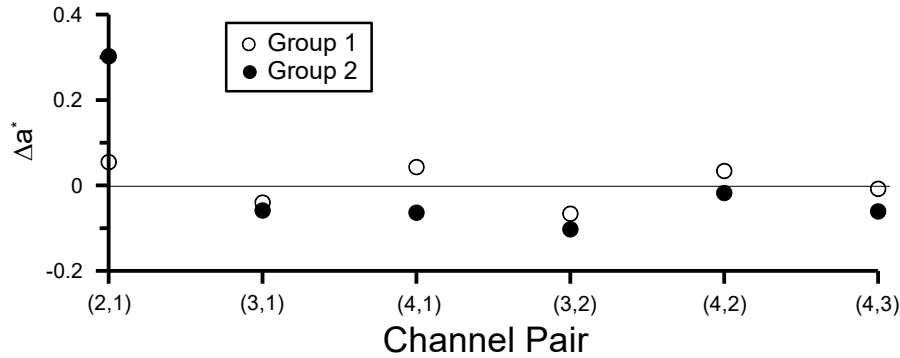 0.4
Group 1
Group 2
0.2
Δa*
0
-0.2
(2,1) (3,1) (4,1) (3,2) (4,2) (4,3)
Channel Pair